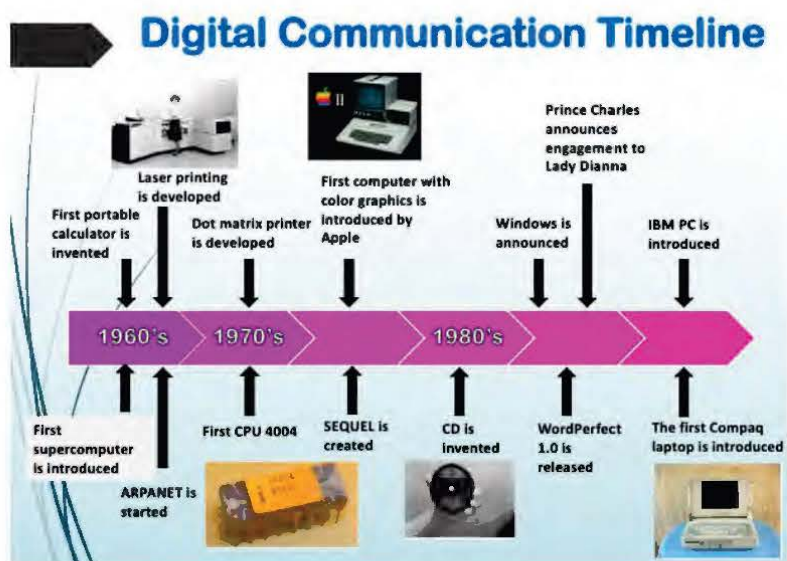 Digital Communication Timeline
Laser printing
is developed
First portable
calculator is
invented
Dot matrix printer
is developed
II
First computer with
color graphics is
introduced by
Apple
Prince Charles
announces
engagement to
Lady Dianna
Windows is
announced
IBM PC is
introduced
1960's
1970's
1980's
First
supercomputer
is introduced
ARPANET is
started
First CPU 4004
SEQUEL is
created
CD is
invented
WordPerfect
1.0 is
released
The first Compaq
laptop is introduced